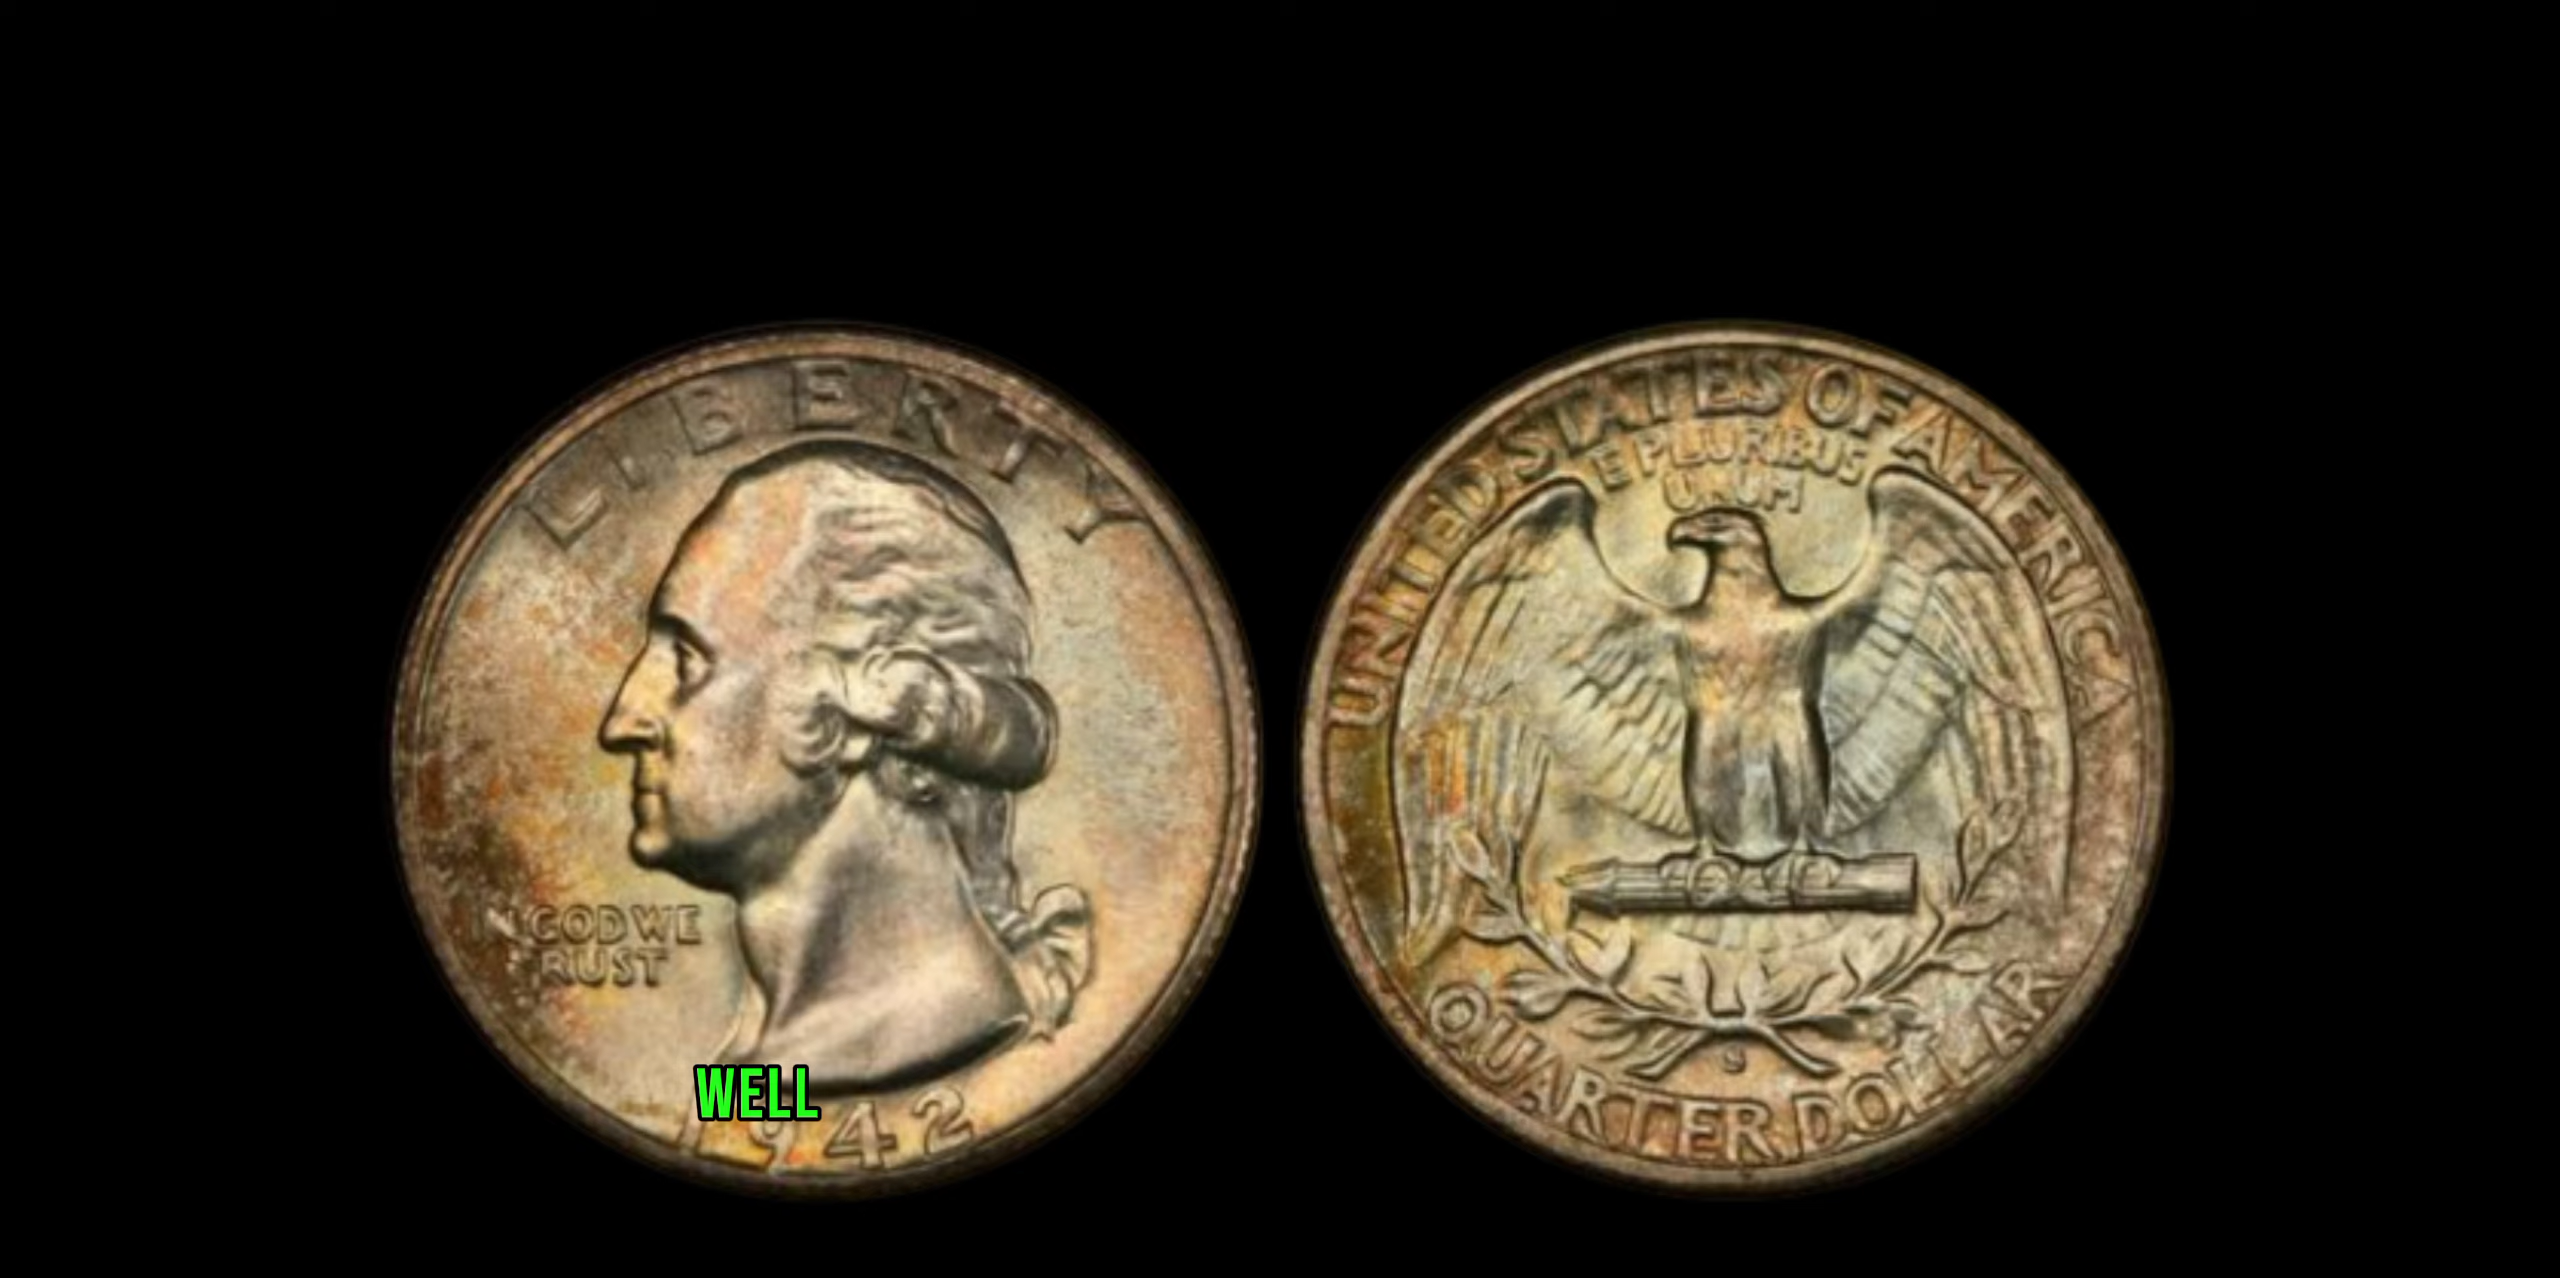 LIBERTY
IN GOD WE
TRUST
WELL
1942
UNITED STATES OF AMERICA
E PLURIBUS
UNUM
S
QUARTER DOLLAR